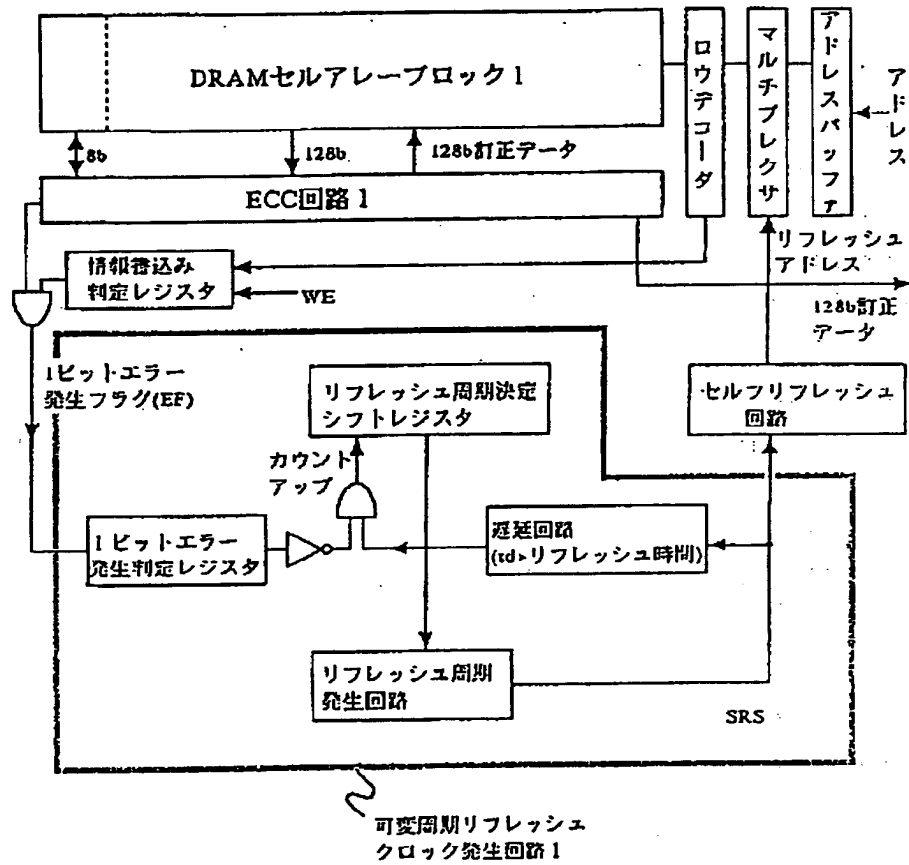 DRAMセルアレーブロック1
ロウデコーダ
マルチプレクサ
アドレスバッファ
アドレス
8b
128b
128b訂正データ
ECC回路1
情報書込み
判定レジスタ
WE
リフレッシュ
アドレス
128b訂正
データ
1ビットエラー
発生フラグ(EF)
リフレッシュ周期決定
シフトレジスタ
セルフリフレッシュ
回路
カウント
アップ
1ビットエラー
発生判定レジスタ
遅延回路
(td>リフレッシュ時間)
リフレッシュ周期
発生回路
SRS
可変周期リフレッシュ
クロック発生回路1